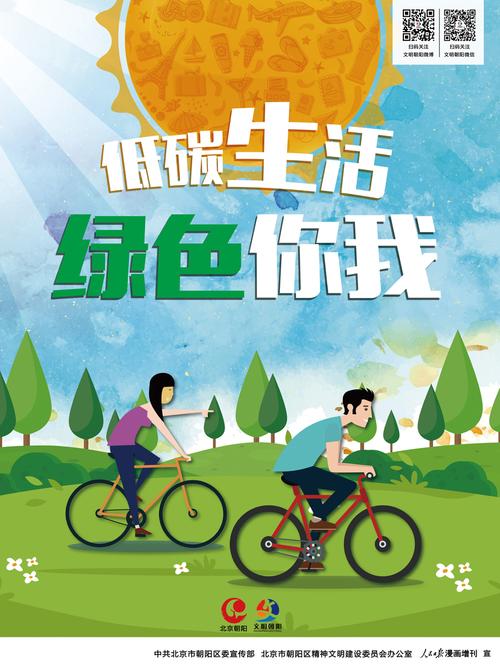 扫码关注
文明朝阳微博
扫码关注
文明朝阳微信
低碳生活
绿色你我
北京朝阳
文明朝阳
中共北京市朝阳区委宣传部 北京市朝阳区精神文明建设委员会办公室 人民日报漫画增刊 宣